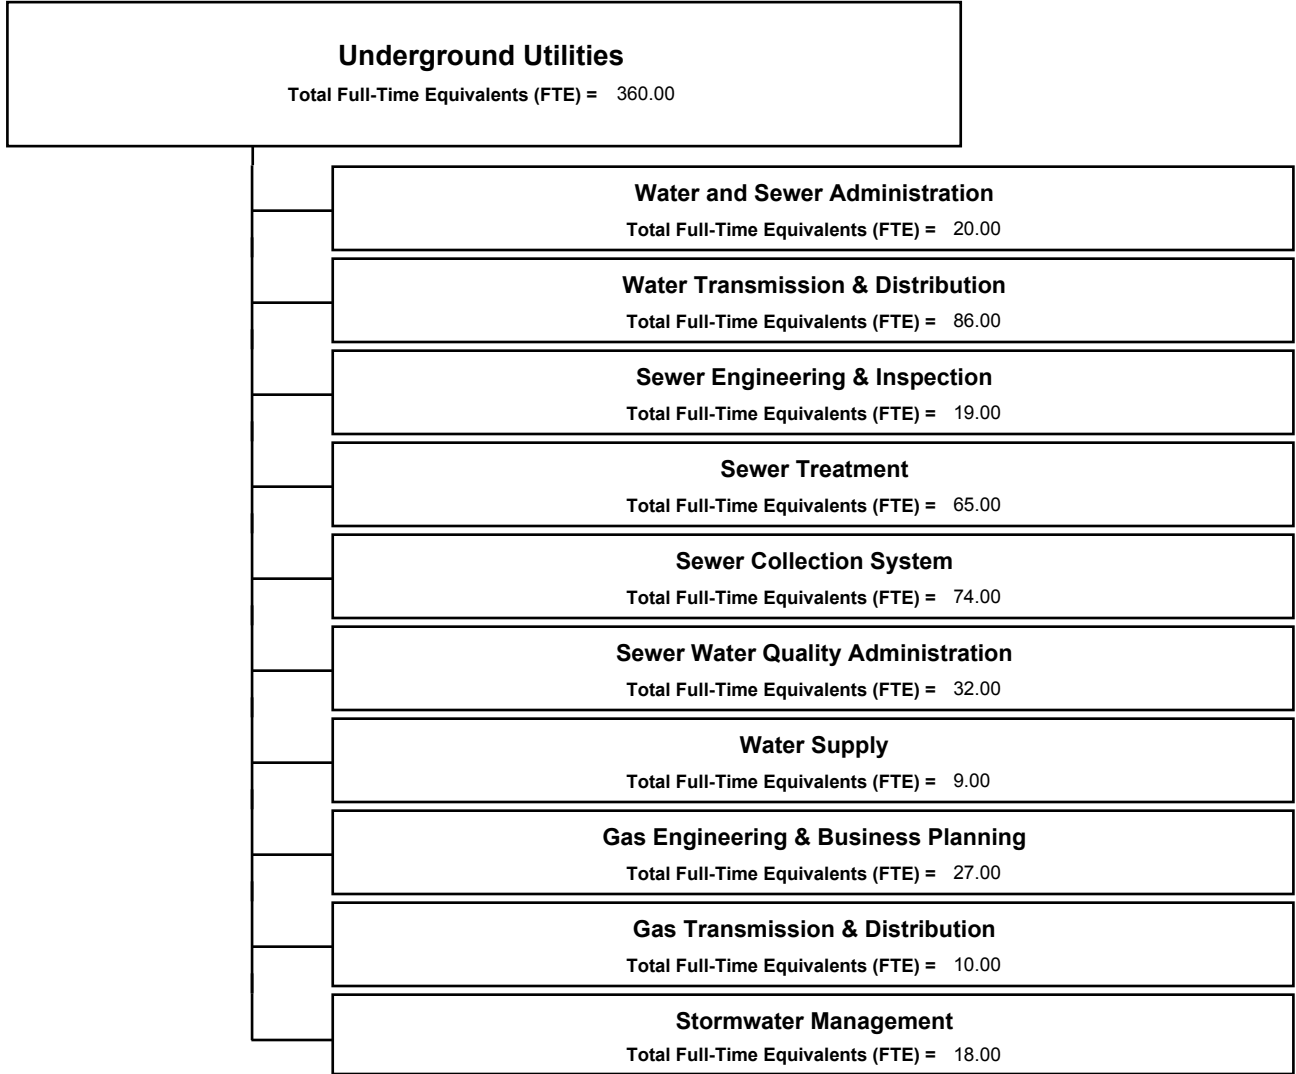 Underground Utilities
Total Full-Time Equivalents (FTE) = 360.00
Water and Sewer Administration
Total Full-Time Equivalents (FTE) = 20.00
Water Transmission & Distribution
Total Full-Time Equivalents (FTE) = 86.00
Sewer Engineering & Inspection
Total Full-Time Equivalents (FTE) = 19.00
Sewer Treatment
Total Full-Time Equivalents (FTE) = 65.00
Sewer Collection System
Total Full-Time Equivalents (FTE) = 74.00
Sewer Water Quality Administration
Total Full-Time Equivalents (FTE) = 32.00
Water Supply
Total Full-Time Equivalents (FTE) = 9.00
Gas Engineering & Business Planning
Total Full-Time Equivalents (FTE) = 27.00
Gas Transmission & Distribution
Total Full-Time Equivalents (FTE) = 10.00
Stormwater Management
Total Full-Time Equivalents (FTE) = 18.00